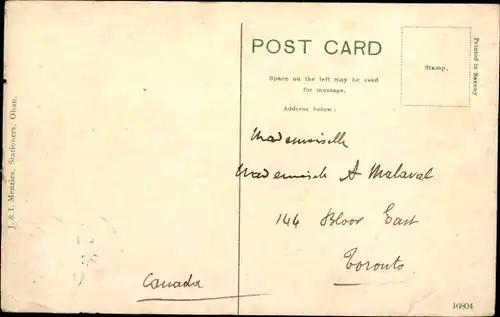 POST CARD
Space on the left may be used
for message.
Address below:
Stamp.
Printed in Saxony
J. & I. Menzies, Stationers, Oban.
Mademoiselle
Mademoiselle A Malaval
144 Bloor East
Toronto
Canada
16804